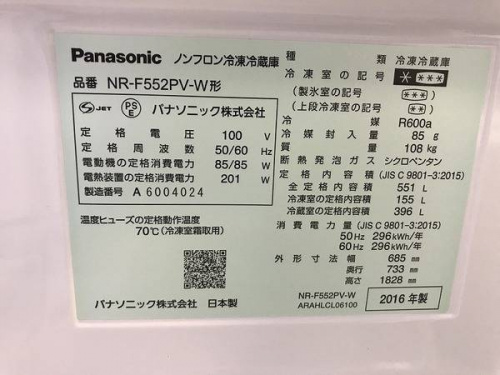 Panasonic ノンフロン冷凍冷蔵庫
品番 NR-F552PV-W形
S JET PS E パナソニック株式会社
定格電圧 100 V
定格周波数 50/60 Hz
電動機の定格消費電力 85/85 W
電熱装置の定格消費電力 201 W
製造番号 A 6004024
温度ヒューズの定格動作温度
70℃(冷凍室霜取用)
パナソニック株式会社 日本製
種類 冷凍冷蔵庫
冷凍室の記号 ****
(製氷室の記号 ***)
(上段冷凍室の記号 ***)
冷媒 R600a
冷媒封入量 85 g
質量 108 kg
断熱発泡ガス シクロペンタン
定格内容積 (JIS C 9801-3:2015)
全定格内容積 551 L
冷凍室の定格内容積 155 L
冷蔵室の定格内容積 396 L
消費電力量 (JIS C 9801-3:2015)
50 Hz 296 kWh/年
60 Hz 296 kWh/年
外形寸法 幅 685 mm
奥行 733 mm
高さ 1828 mm
NR-F552PV-W
ARAHLCL06100
2016 年製